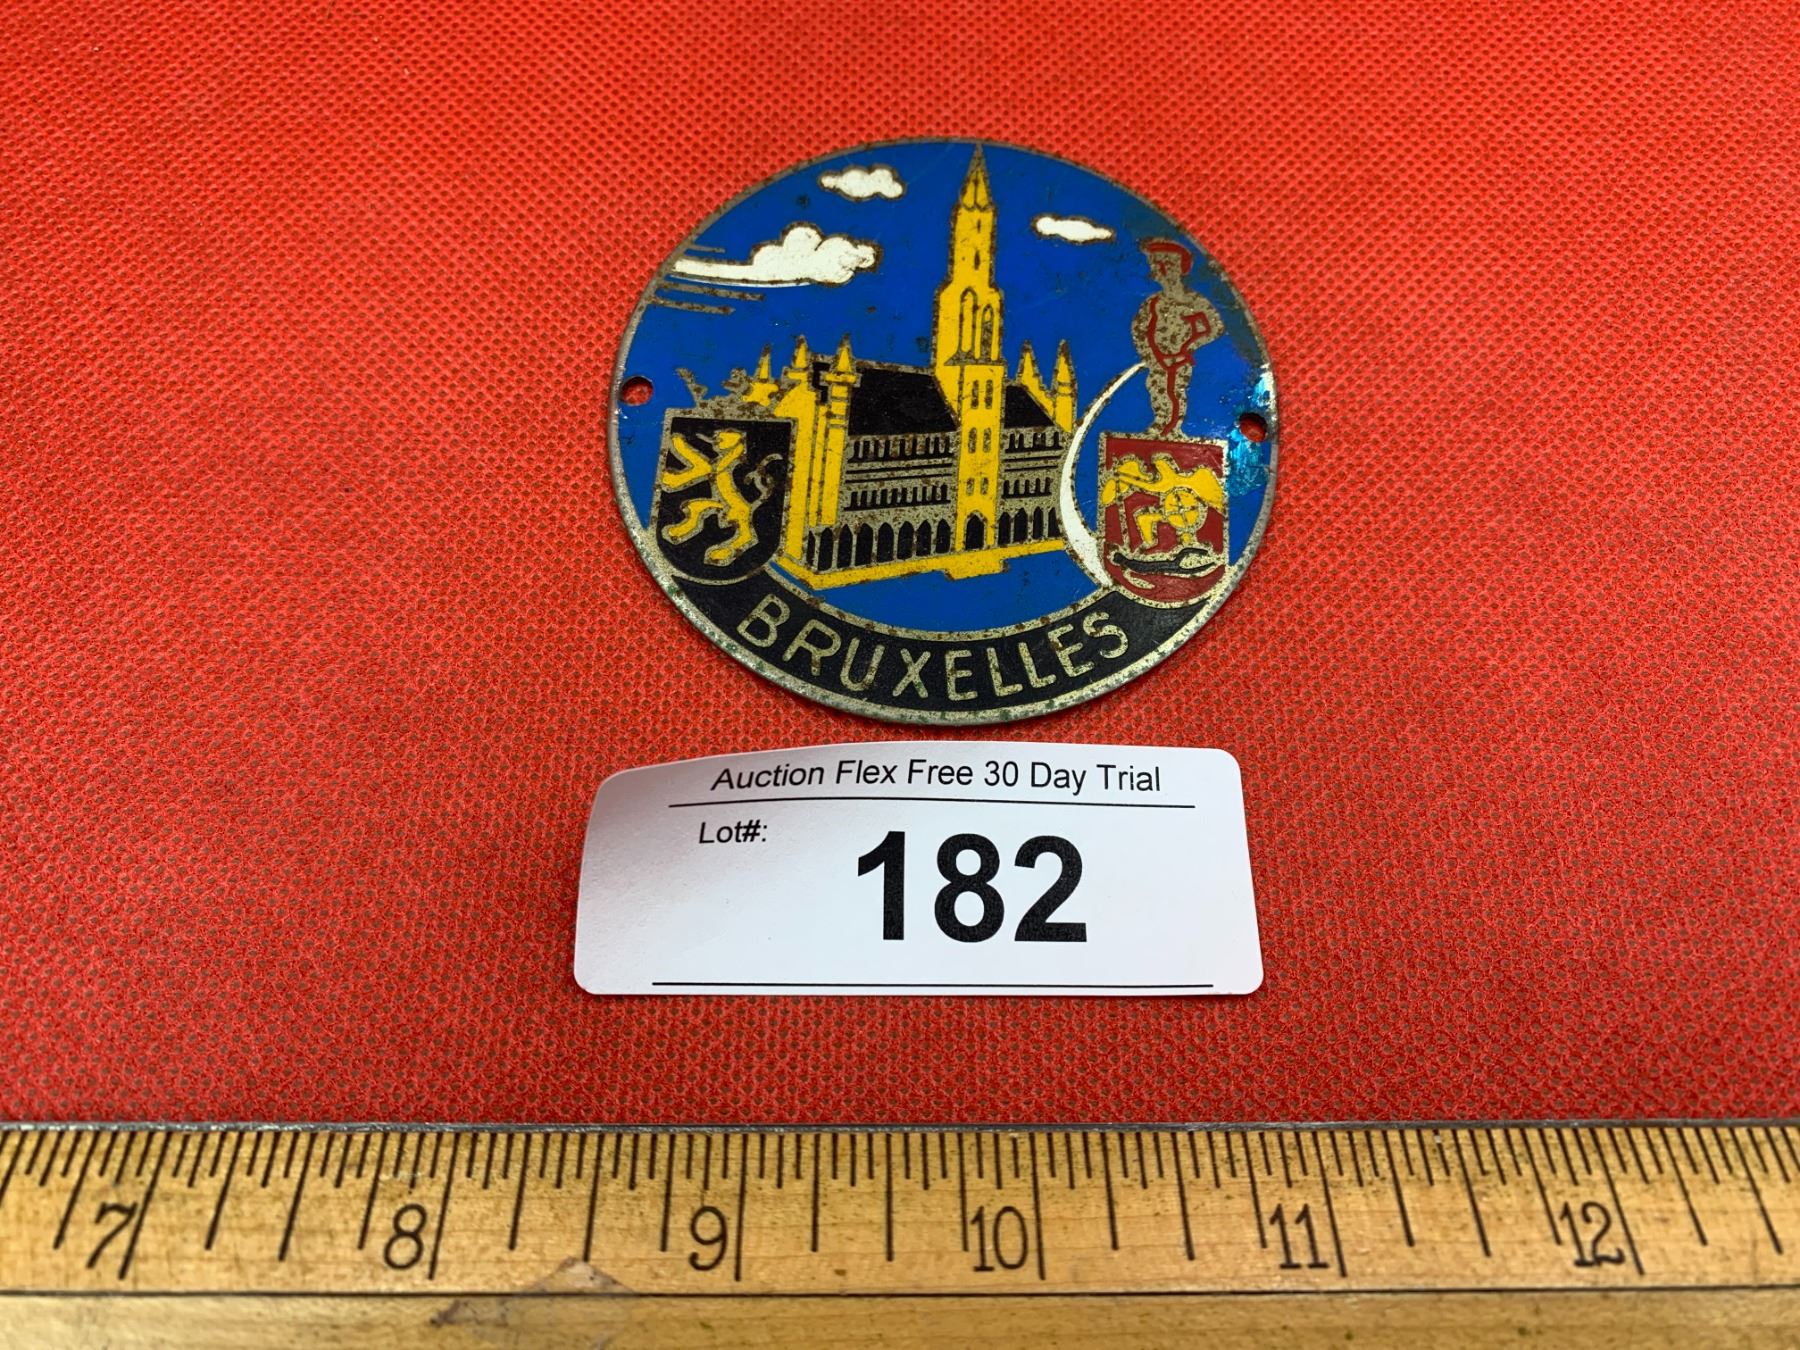 BRUXELLES
Auction Flex Free 30 Day Trial
Lot#:
182
7 8 9 10 11 12